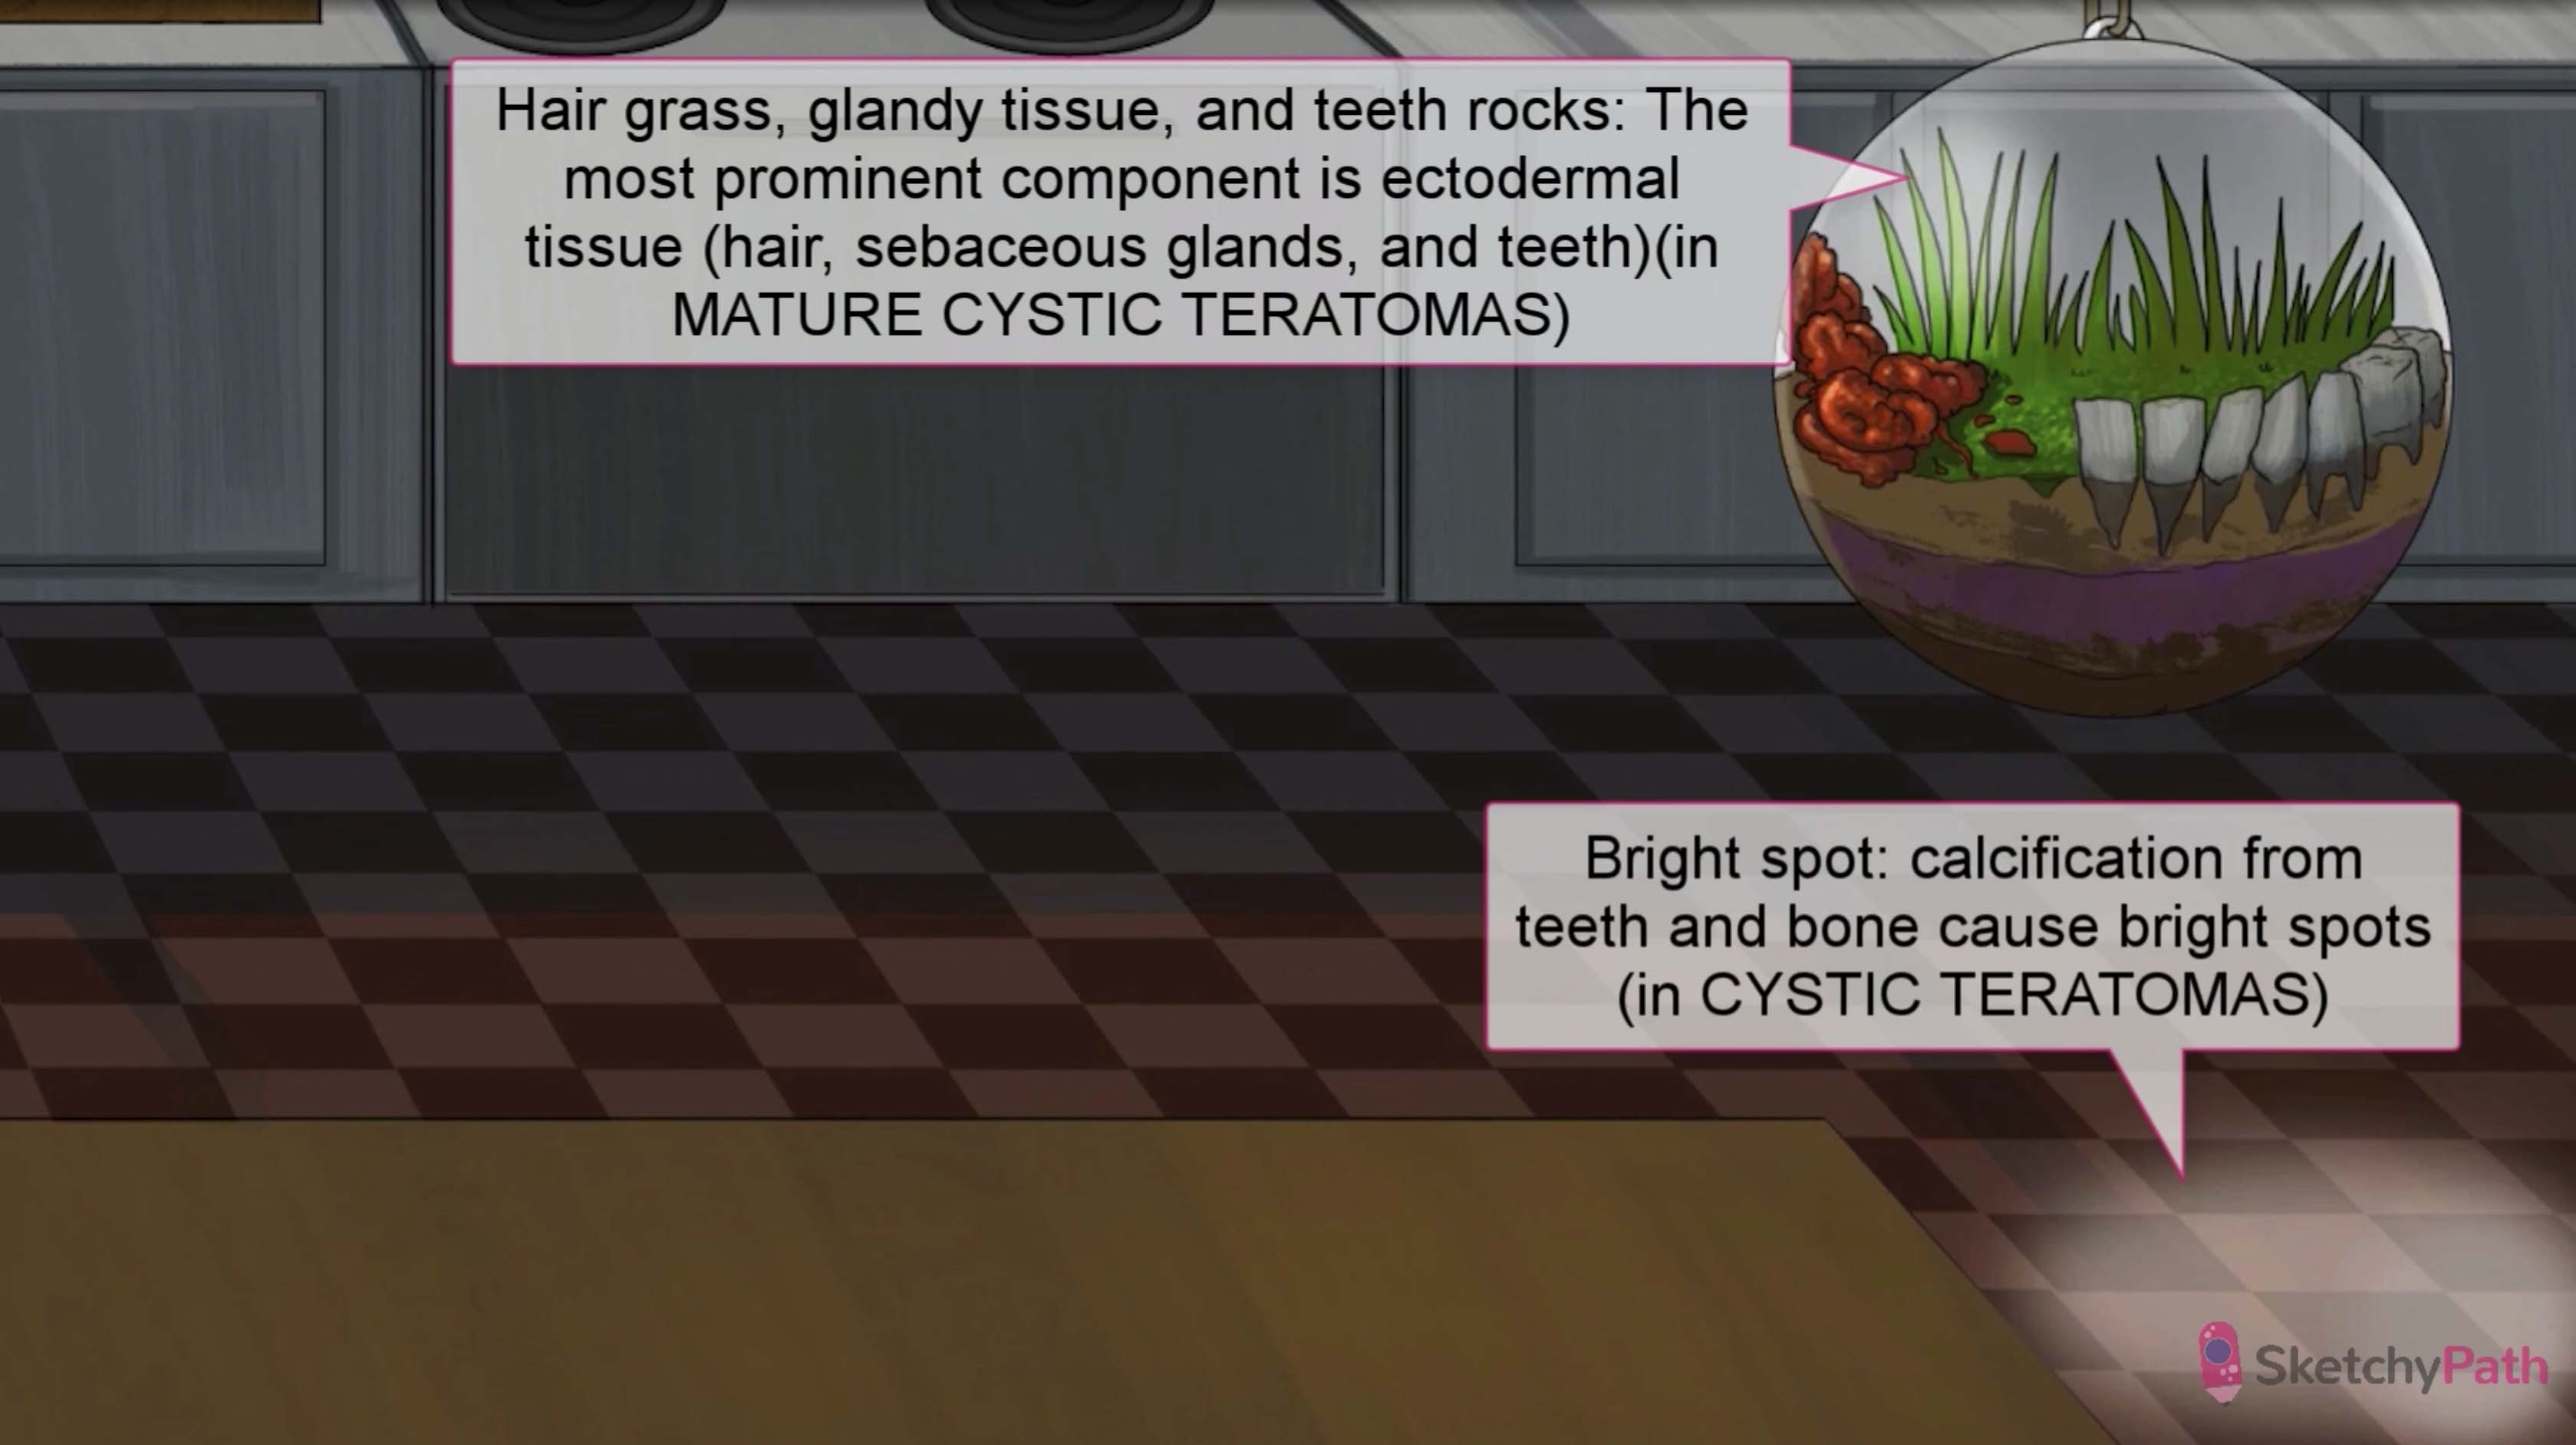 Hair grass, glandy tissue, and teeth rocks: The
most prominent component is ectodermal
tissue (hair, sebaceous glands, and teeth)(in
MATURE CYSTIC TERATOMAS)
Bright spot: calcification from
teeth and bone cause bright spots
(in CYSTIC TERATOMAS)
SketchyPath